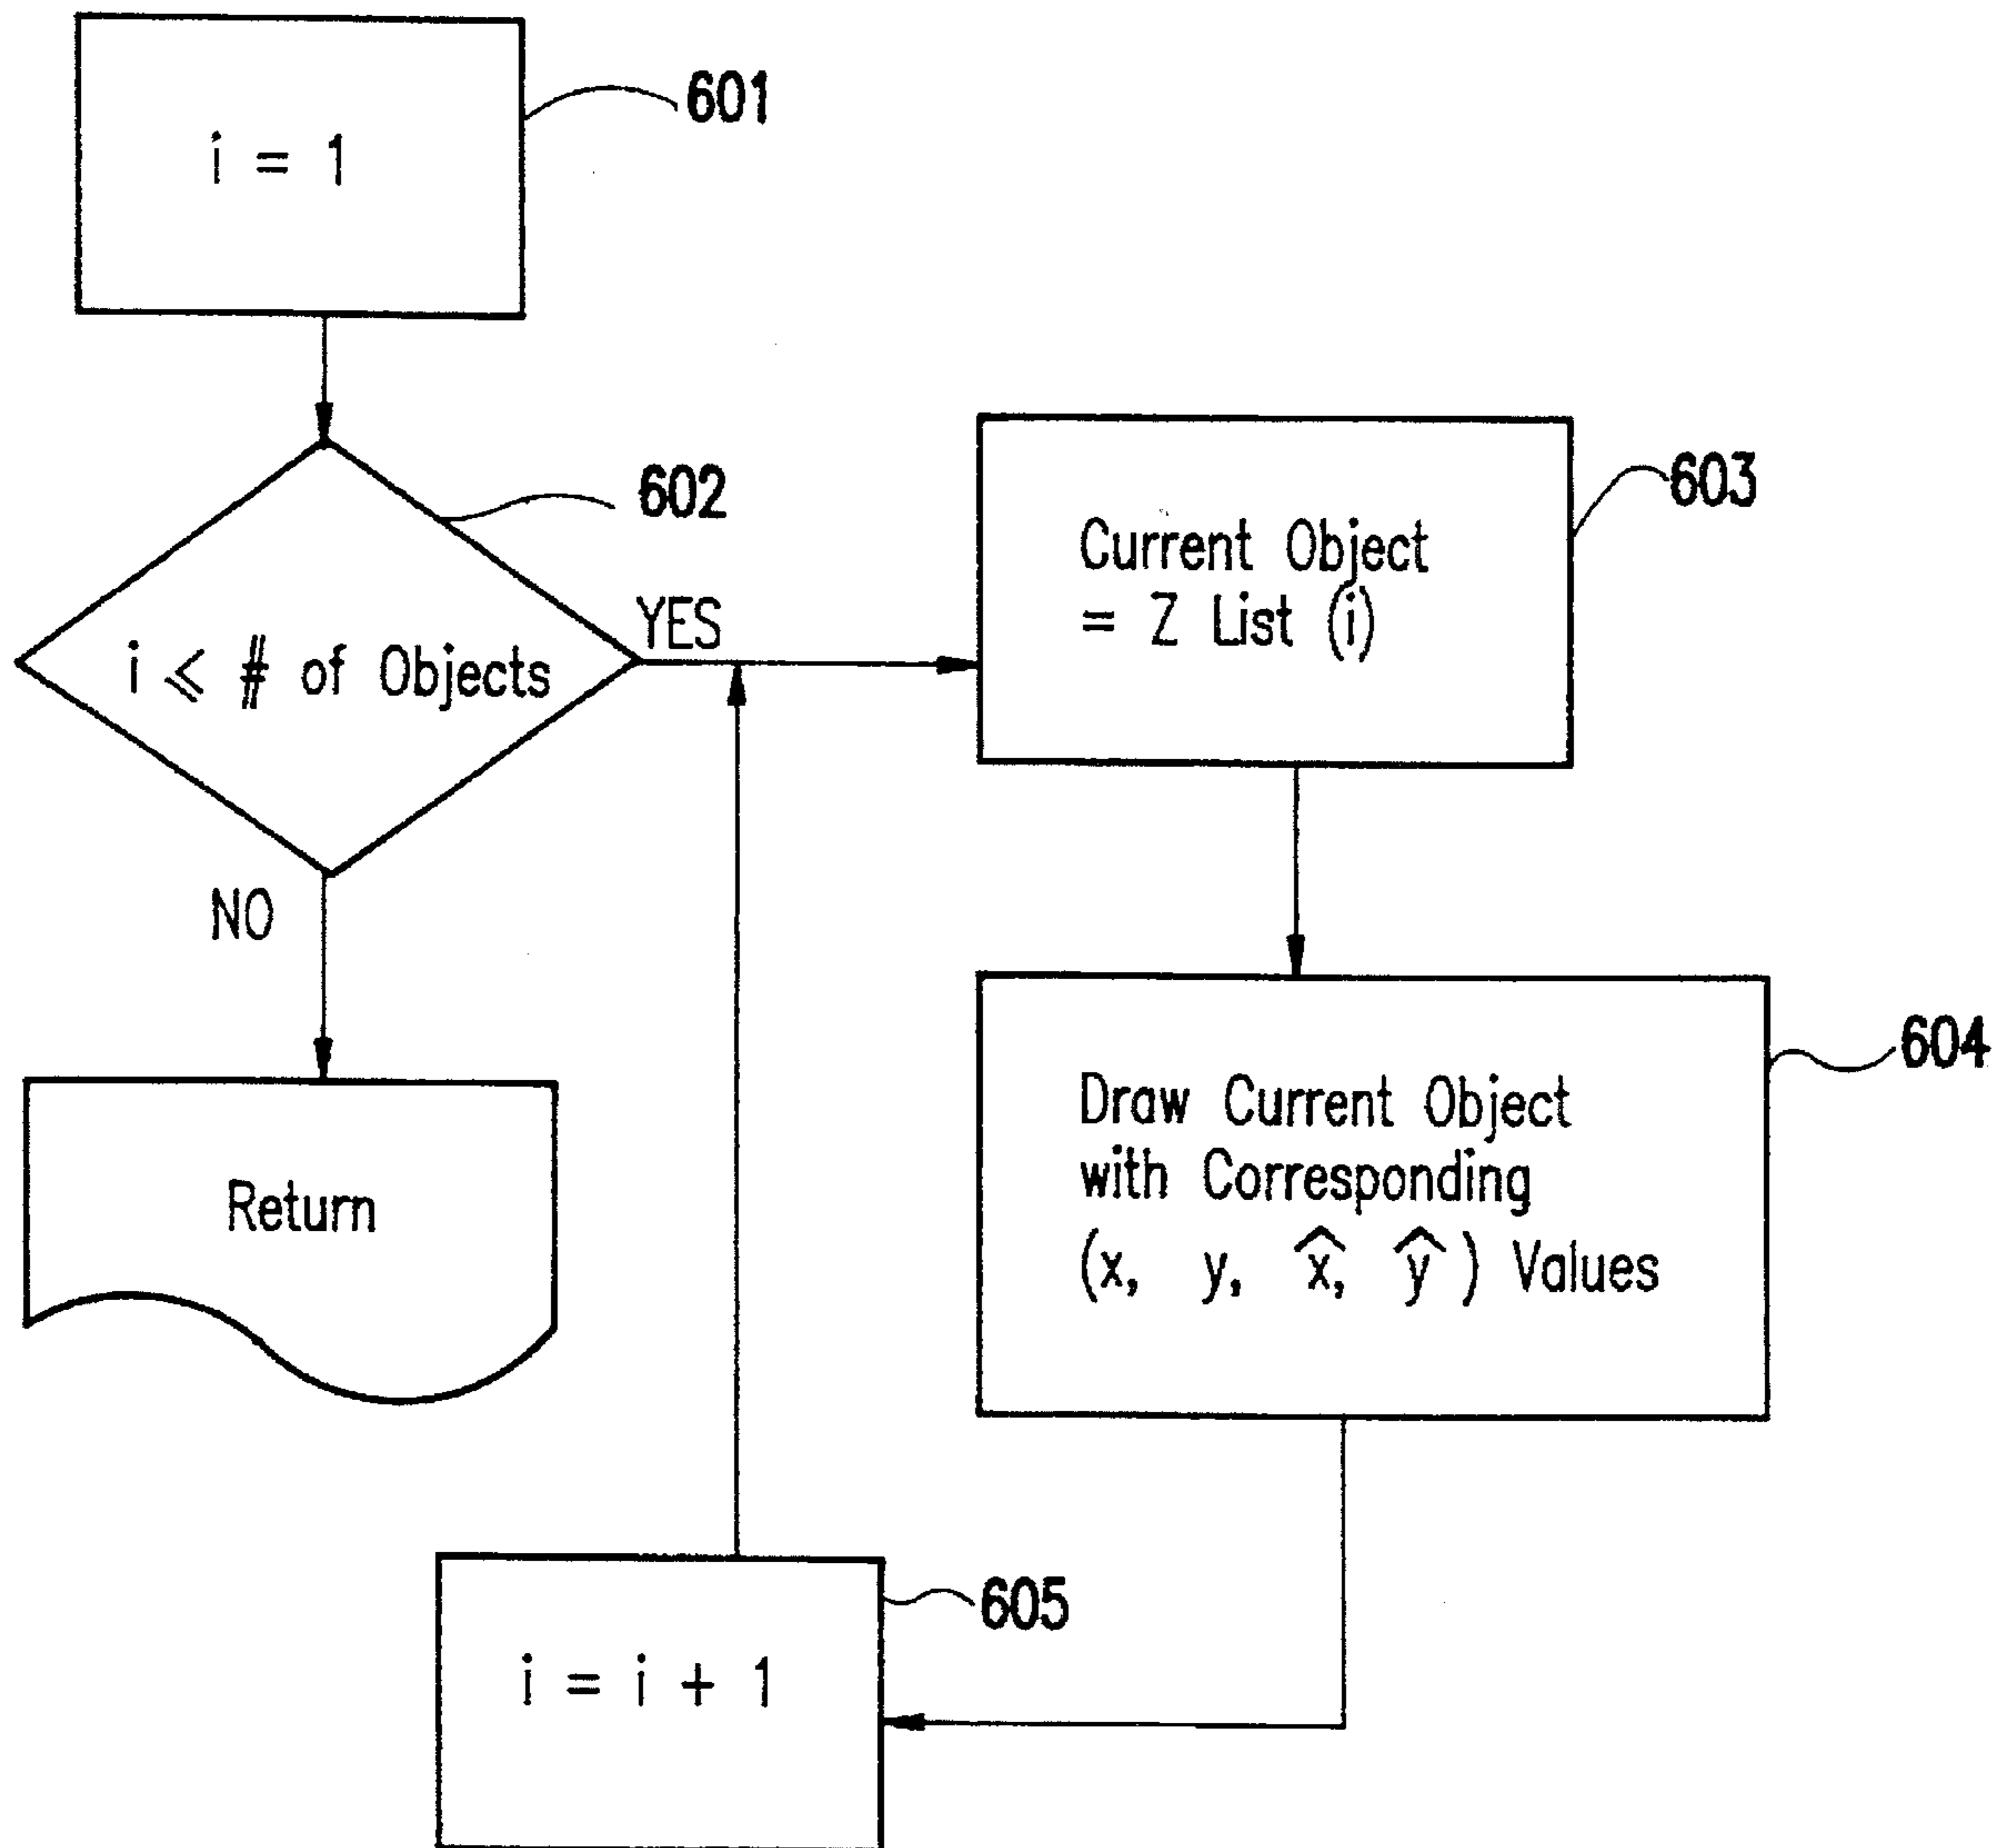 i = 1
601
602
i ≤ # of Objects
YES
NO
Return
Current Object
= Z List (i)
603
Draw Current Object
with Corresponding
(x, y, x̂, ŷ) Values
604
i = i + 1
605